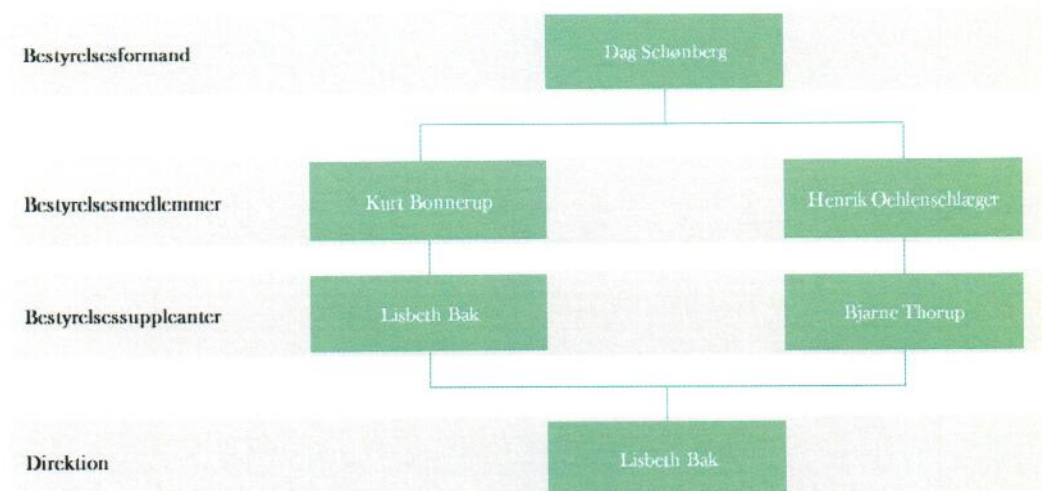 Bestyrelsesformand
Dag Schønberg
Bestyrelsesmedlemmer
Kurt Bonnerup
Henrik Oehlenschlæger
Bestyrelsessuppleanter
Lisbeth Bak
Bjarne Thorup
Direktion
Lisbeth Bak